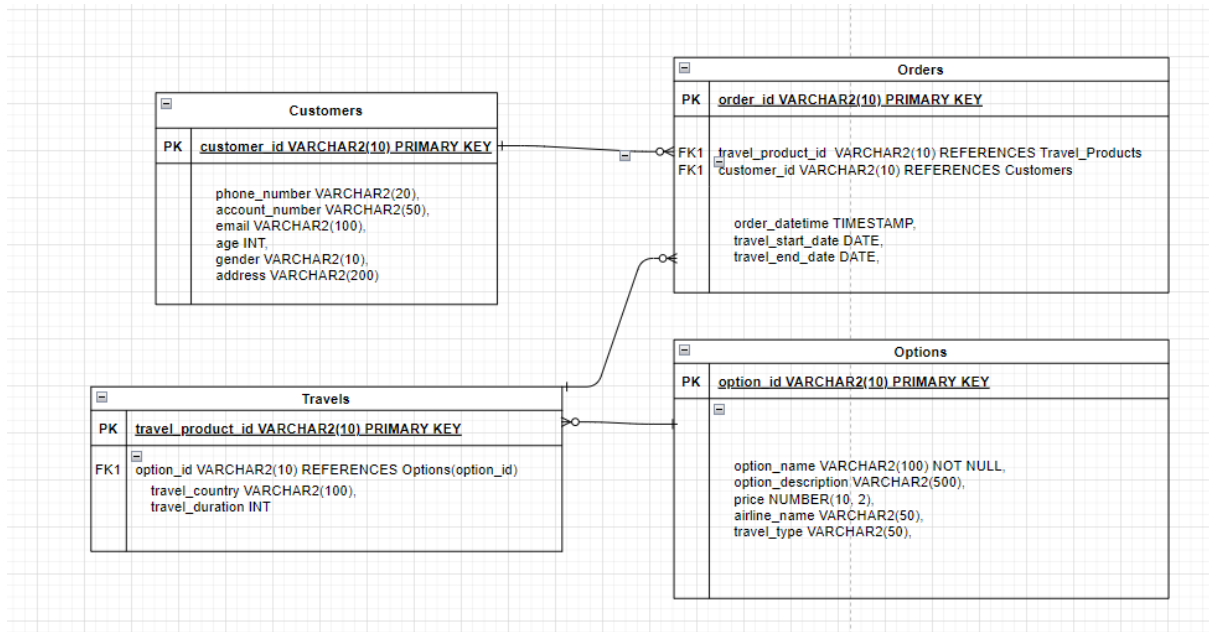 Customers
PK customer_id VARCHAR2(10) PRIMARY KEY
phone_number VARCHAR2(20),
account_number VARCHAR2(50),
email VARCHAR2(100),
age INT,
gender VARCHAR2(10),
address VARCHAR2(200)
Orders
PK order_id VARCHAR2(10) PRIMARY KEY
FK1 travel_product_id VARCHAR2(10) REFERENCES Travel_Products
FK1 customer_id VARCHAR2(10) REFERENCES Customers
order_datetime TIMESTAMP,
travel_start_date DATE,
travel_end_date DATE,
Travels
PK travel_product_id VARCHAR2(10) PRIMARY KEY
FK1 option_id VARCHAR2(10) REFERENCES Options(option_id)
travel_country VARCHAR2(100),
travel_duration INT
Options
PK option_id VARCHAR2(10) PRIMARY KEY
option_name VARCHAR2(100) NOT NULL,
option_description VARCHAR2(500),
price NUMBER(10, 2),
airline_name VARCHAR2(50),
travel_type VARCHAR2(50),